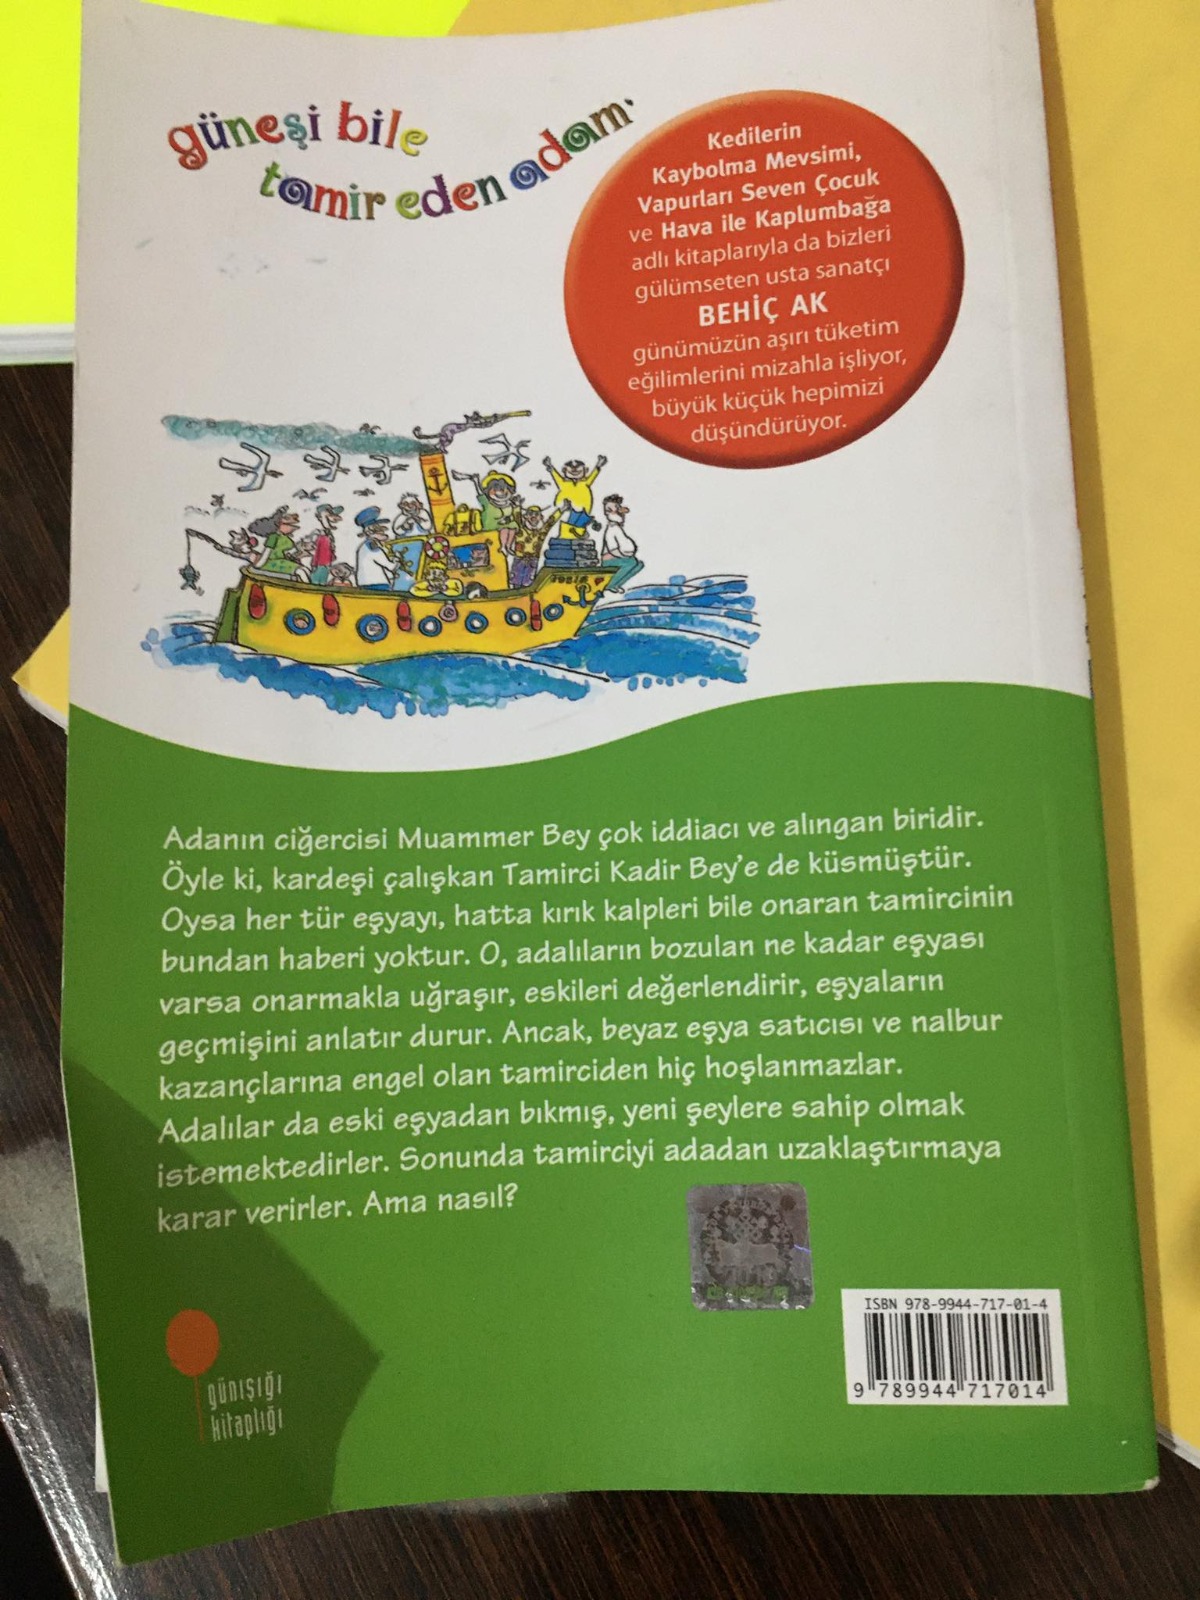 güneşi bile
tamir eden adam
Kedilerin
Kaybolma Mevsimi,
Vapurları Seven Çocuk
ve Hava ile Kaplumbağa
adlı kitaplarıyla da bizleri
gülümseten usta sanatçı
BEHİÇ AK
günümüzün aşırı tüketim
eğilimlerini mizahla işliyor,
büyük küçük hepimizi
düşündürüyor.
Adanın ciğercisi Muammer Bey çok iddiacı ve alıngan biridir.
Öyle ki, kardeşi çalışkan Tamirci Kadir Bey'e de küsmüştür.
Oysa her tür eşyayı, hatta kırık kalpleri bile onaran tamircinin
bundan haberi yoktur. O, adalıların bozulan ne kadar eşyası
varsa onarmakla uğraşır, eskileri değerlendirir, eşyaların
geçmişini anlatır durur. Ancak, beyaz eşya satıcısı ve nalbur
kazançlarına engel olan tamirciden hiç hoşlanmazlar.
Adalılar da eski eşyadan bıkmış, yeni şeylere sahip olmak
istemektedirler. Sonunda tamirciyi adadan uzaklaştırmaya
karar verirler. Ama nasıl?
günışığı
kitaplığı
ISBN 978-9944-717-01-4
9 789944 717014